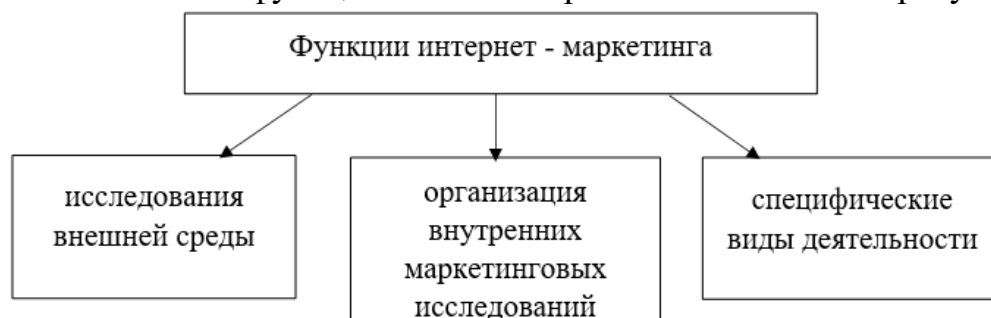 Функции интернет - маркетинга
исследования
внешней среды
организация
внутренних
маркетинговых
исследований
специфические
виды деятельности